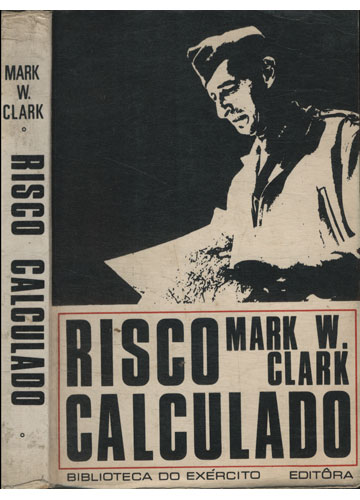 MARK
W.
CLARK
RISCO CALCULADO
RISCO MARK W.
CLARK
CALCULADO
BIBLIOTECA DO EXÉRCITO EDITÔRA